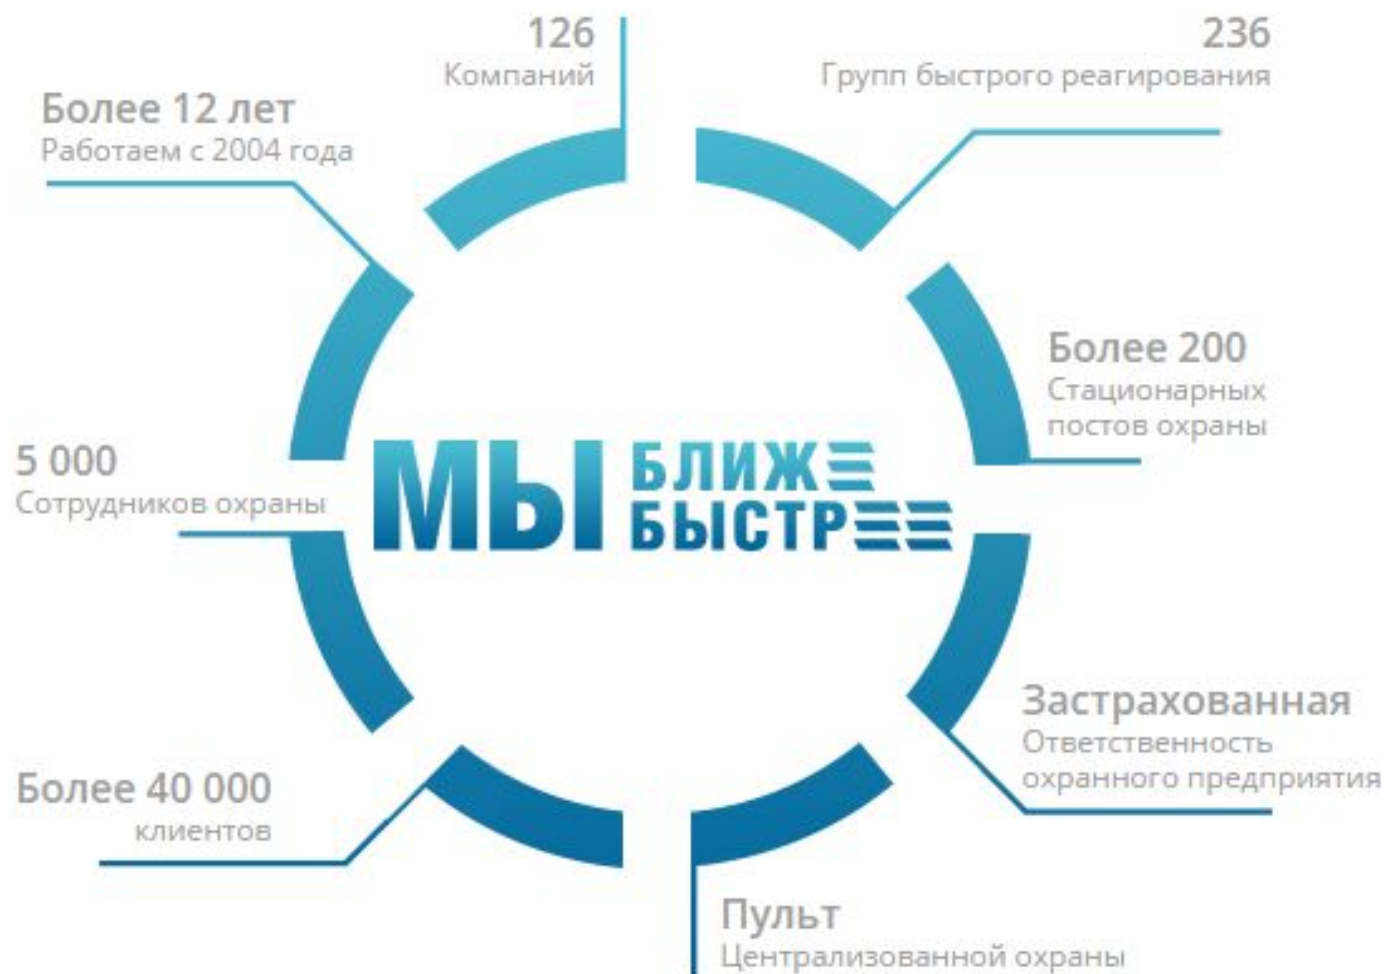 126
Компаний
236
Групп быстрого реагирования
Более 12 лет
Работаем с 2004 года
Более 200
Стационарных
постов охраны
5 000
Сотрудников охраны
МЫ
БЛИЖЕ
БЫСТРЕЕ
Застрахованная
Ответственность
охранного предприятия
Более 40 000
клиентов
Пульт
Централизованной охраны